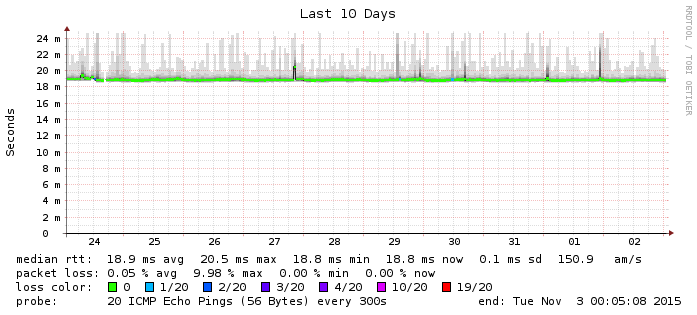 Last 10 Days
RRDTOOL / TOBI OETIKER
Seconds
24 m
22 m
20 m
18 m
16 m
14 m
12 m
10 m
8 m
6 m
4 m
2 m
0
24 25 26 27 28 29 30 31 01 02
median rtt: 18.9 ms avg 20.5 ms max 18.8 ms min 18.8 ms now 0.1 ms sd 150.9 am/s
packet loss: 0.05 % avg 9.98 % max 0.00 % min 0.00 % now
loss color: 0 1/20 2/20 3/20 4/20 10/20 19/20
probe: 20 ICMP Echo Pings (56 Bytes) every 300s end: Tue Nov 3 00:05:08 2015